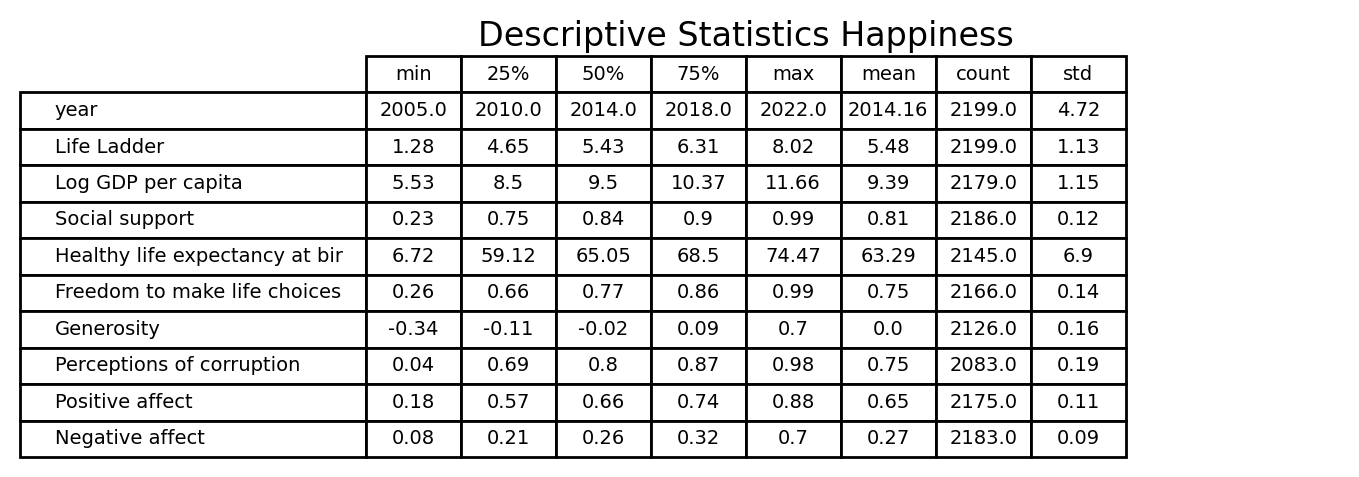 Descriptive Statistics Happiness
min 25% 50% 75% max mean count std
year 2005.0 2010.0 2014.0 2018.0 2022.0 2014.16 2199.0 4.72
Life Ladder 1.28 4.65 5.43 6.31 8.02 5.48 2199.0 1.13
Log GDP per capita 5.53 8.5 9.5 10.37 11.66 9.39 2179.0 1.15
Social support 0.23 0.75 0.84 0.9 0.99 0.81 2186.0 0.12
Healthy life expectancy at bir 6.72 59.12 65.05 68.5 74.47 63.29 2145.0 6.9
Freedom to make life choices 0.26 0.66 0.77 0.86 0.99 0.75 2166.0 0.14
Generosity -0.34 -0.11 -0.02 0.09 0.7 0.0 2126.0 0.16
Perceptions of corruption 0.04 0.69 0.8 0.87 0.98 0.75 2083.0 0.19
Positive affect 0.18 0.57 0.66 0.74 0.88 0.65 2175.0 0.11
Negative affect 0.08 0.21 0.26 0.32 0.7 0.27 2183.0 0.09